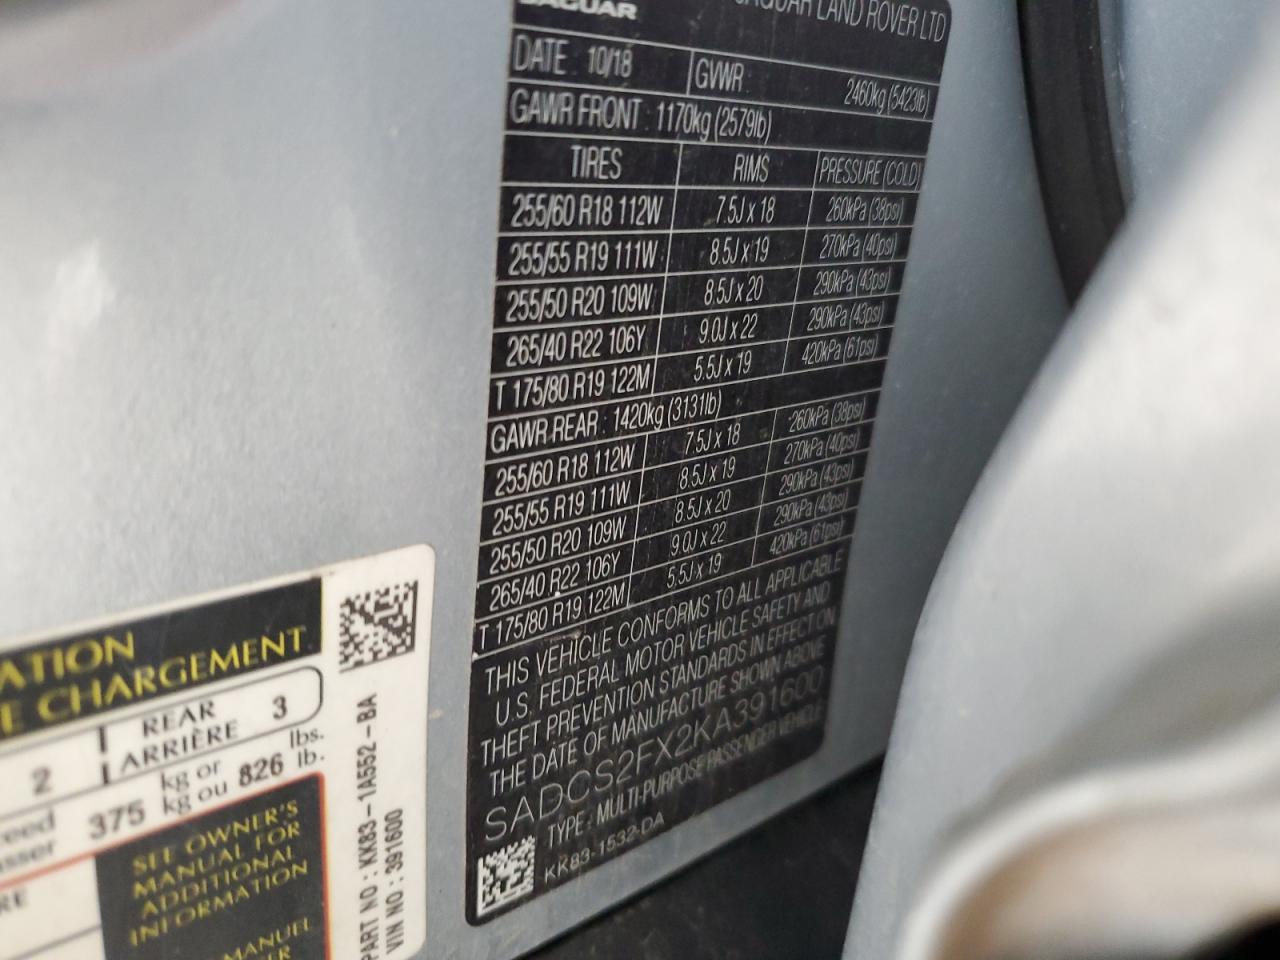 JAGUAR JAGUAR LAND ROVER LTD
DATE : 10/18 GVWR : 2460kg (5423lb)
GAWR FRONT : 1170kg (2579lb)
TIRES RIMS PRESSURE (COLD)
255/60 R18 112W 7.5J x 18 260kPa (38psi)
255/55 R19 111W 8.5J x 19 270kPa (40psi)
255/50 R20 109W 8.5J x 20 290kPa (43psi)
265/40 R22 106Y 9.0J x 22 290kPa (43psi)
T 175/80 R19 122M 5.5J x 19 420kPa (61psi)
GAWR REAR : 1420kg (3131lb)
255/60 R18 112W 7.5J x 18 260kPa (38psi)
255/55 R19 111W 8.5J x 19 270kPa (40psi)
255/50 R20 109W 8.5J x 20 290kPa (43psi)
265/40 R22 106Y 9.0J x 22 290kPa (43psi)
T 175/80 R19 122M 5.5J x 19 420kPa (61psi)
THIS VEHICLE CONFORMS TO ALL APPLICABLE
U.S. FEDERAL MOTOR VEHICLE SAFETY AND
THEFT PREVENTION STANDARDS IN EFFECT ON
THE DATE OF MANUFACTURE SHOWN ABOVE
SADCS2FX2KA391600
TYPE : MULTI-PURPOSE PASSENGER VEHICLE
KK83-1532-DA
ATION
E CHARGEMENT
2 REAR 3
ARRIÈRE
eed 375 kg or 826 lbs.
asser kg ou lb.
RE
SEE OWNER'S
MANUAL FOR
ADDITIONAL
INFORMATION
MANUEL
ER
PART NO : KK83-1A552-BA
VIN NO : 391600